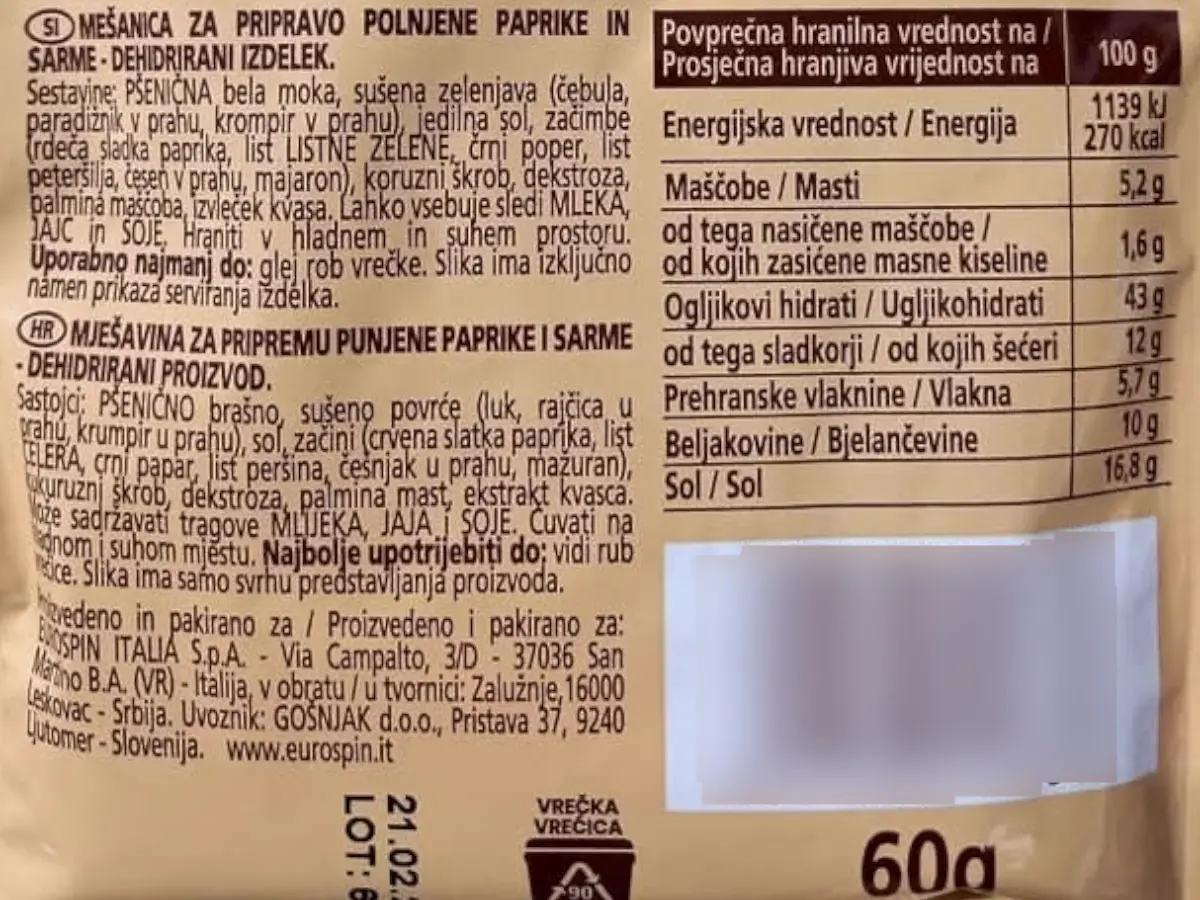 SI MEŠANICA ZA PRIPRAVO POLNJENE PAPRIKE IN
SARME - DEHIDRIRANI IZDELEK.
Sestavine: PŠENIČNA bela moka, sušena zelenjava (čebula,
paradižnik v prahu, krompir v prahu), jedilna sol, začimbe
(rdeča sladka paprika, list LISTNE ZELENE, črni poper, list
peteršilja, česen v prahu, majaron), koruzni škrob, dekstroza,
palmina maščoba, izvleček kvasa. Lahko vsebuje sledi MLEKA,
JAJC in SOJE. Hraniti v hladnem in suhem prostoru.
Uporabno najmanj do: glej rob vrečke. Slika ima izključno
namen prikaza serviranja izdelka.
HR MJEŠAVINA ZA PRIPREMU PUNJENE PAPRIKE I SARME
- DEHIDRIRANI PROIZVOD.
Sastojci: PŠENIČNO brašno, sušeno povrće (luk, rajčica u
prahu, krumpir u prahu), sol, začini (crvena slatka paprika, list
CELERA, crni papar, list peršina, češnjak u prahu, mažuran),
kukuruzni škrob, dekstroza, palmina mast, ekstrakt kvasca.
Može sadržavati tragove MLIJEKA, JAJA i SOJE. Čuvati na
i suhom mjestu. Najbolje upotrijebiti do: vidi rub
Slika ima samo svrhu predstavljanja proizvoda.
Proizvedeno in pakirano za / Proizvedeno i pakirano za:
EUROSPIN ITALIA S.p.A. - Via Campalto, 3/D - 37036 San
Martino B.A. (VR) - Italija, v obratu / u tvornici: Zalužnje, 16000
Leskovac - Srbija. Uvoznik: GOŠNJAK d.o.o., Pristava 37, 9240
Ljutomer - Slovenija. www.eurospin.it
Povprečna hranilna vrednost na /
Prosječna hranjiva vrijednost na 100 g
Energijska vrednost / Energija 1139 kJ
270 kcal
Maščobe / Masti 5,2 g
od tega nasičene maščobe /
od kojih zasićene masne kiseline 1,6 g
Ogljikovi hidrati / Ugljikohidrati 43 g
od tega sladkorji / od kojih šećeri 12 g
Prehranske vlaknine / Vlakna 5,7 g
Beljakovine / Bjelančevine 10 g
Sol / Sol 16,8 g
21.02.
LOT:
VREČKA
VREĆICA
90
60g